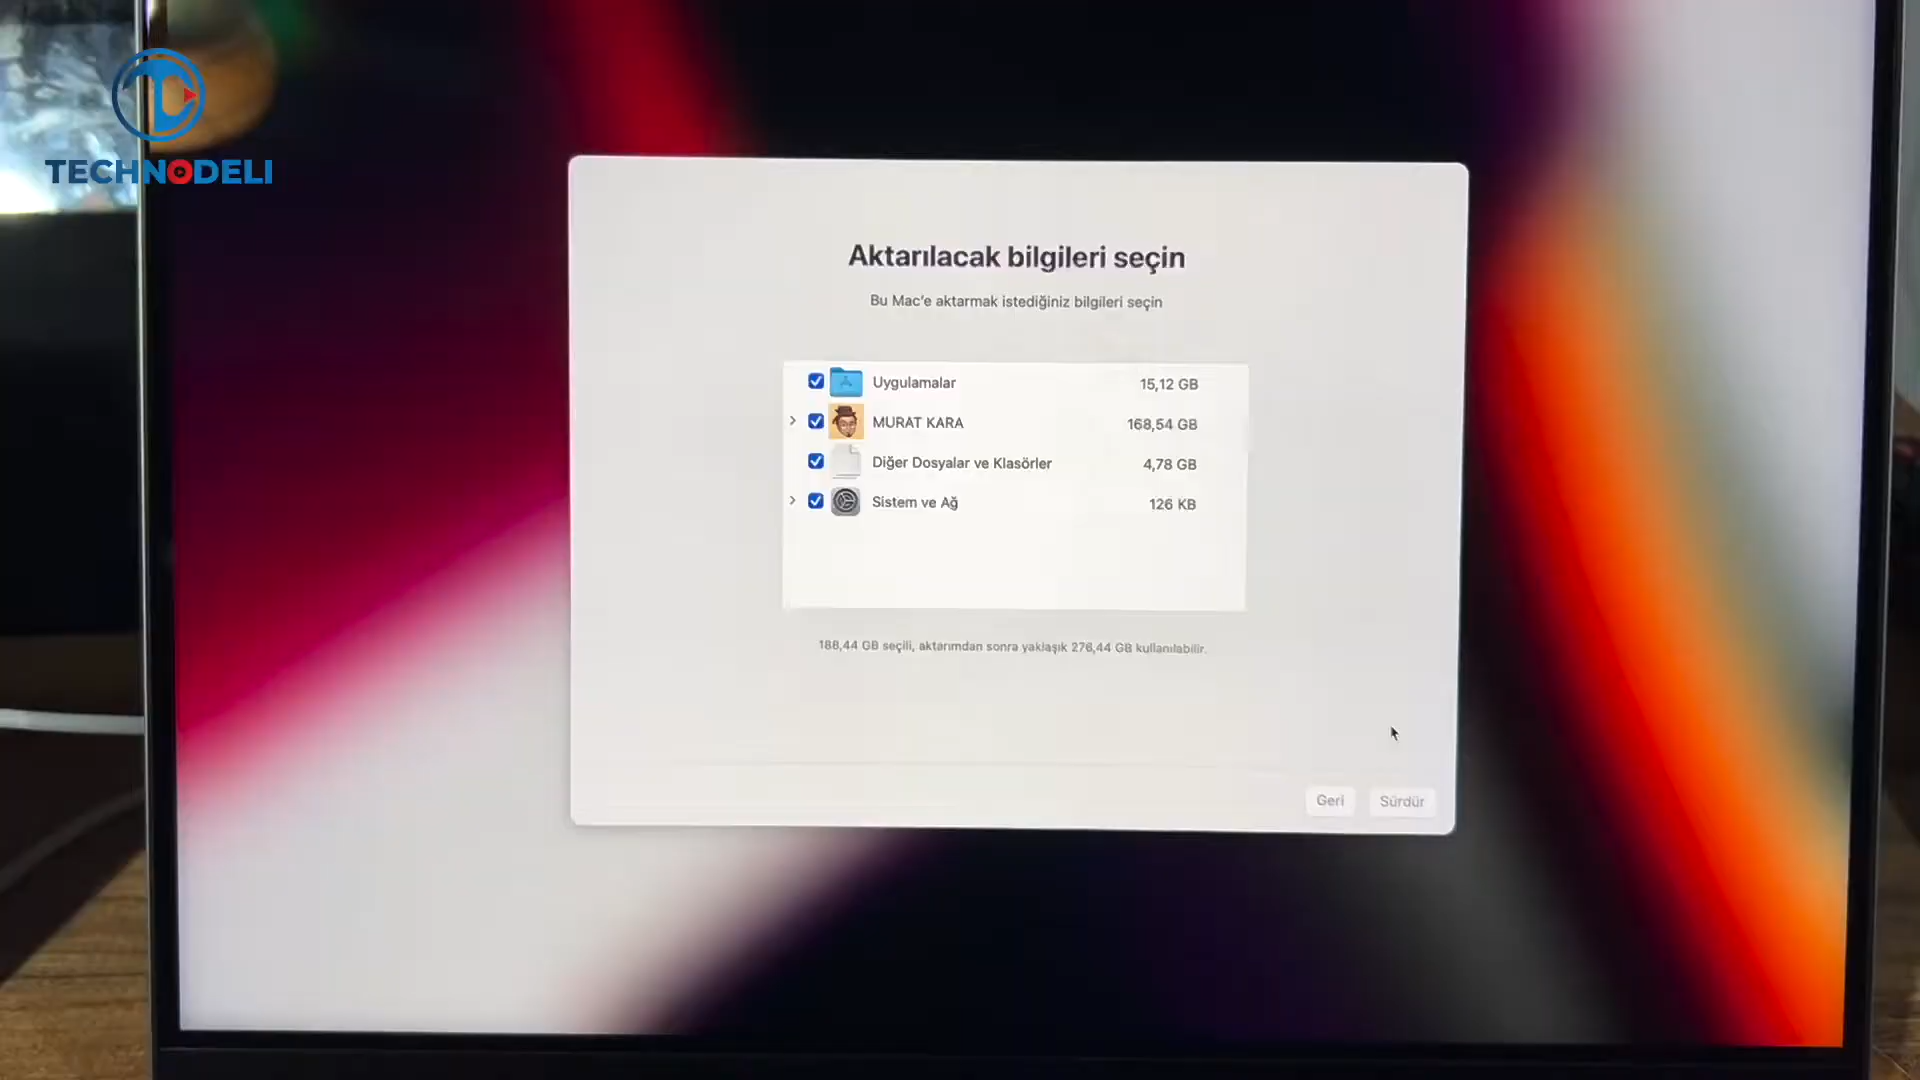 TECHNODELI
Aktarılacak bilgileri seçin
Bu Mac'e aktarmak istediğiniz bilgileri seçin
Uygulamalar 15,12 GB
MURAT KARA 168,54 GB
Diğer Dosyalar ve Klasörler 4,78 GB
Sistem ve Ağ 126 KB
188,44 GB seçili, aktarımdan sonra yaklaşık 276,44 GB kullanılabilir.
Geri Sürdür